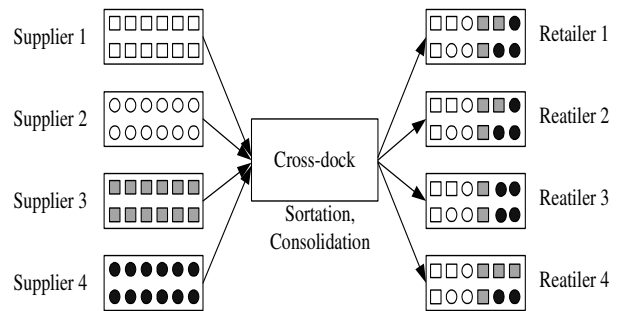 Supplier 1
Supplier 2
Supplier 3
Supplier 4
Cross-dock
Sortation,
Consolidation
Retailer 1
Reatiler 2
Reatiler 3
Reatiler 4